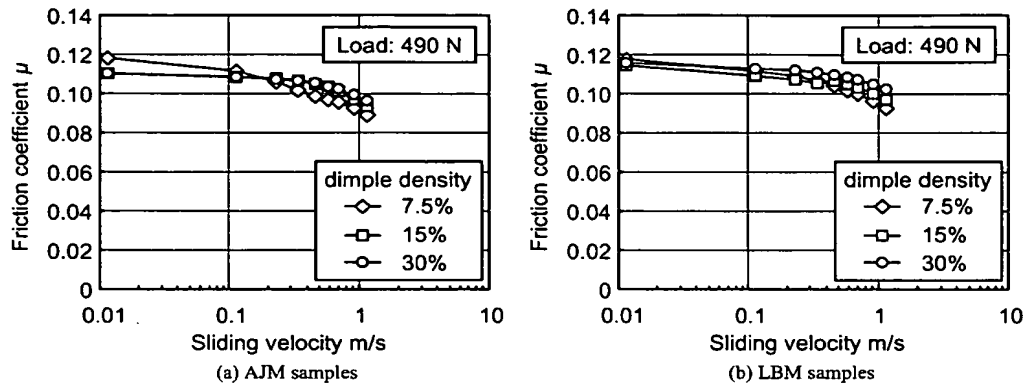 0.14
0.12
0.10
0.08
0.06
0.04
0.02
0
Friction coefficient μ
Load: 490 N
dimple density
7.5%
15%
30%
0.01 0.1 1 10
Sliding velocity m/s
(a) AJM samples
0.14
0.12
0.10
0.08
0.06
0.04
0.02
0
Friction coefficient μ
Load: 490 N
dimple density
7.5%
15%
30%
0.01 0.1 1 10
Sliding velocity m/s
(b) LBM samples